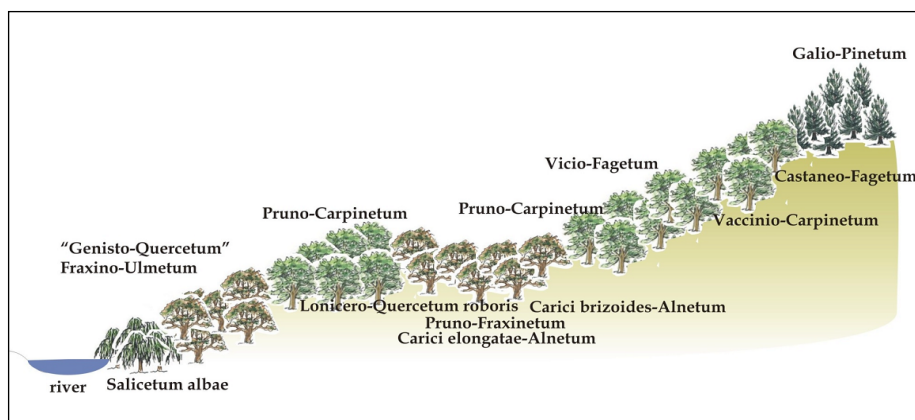 Galio-Pinetum
Vicio-Fagetum
Castaneo-Fagetum
Pruno-Carpinetum
Pruno-Carpinetum
Vaccinio-Carpinetum
“Genisto-Quercetum”
Fraxino-Ulmetum
Lonicero-Quercetum roboris
Carici brizoides-Alnetum
Pruno-Fraxinetum
Carici elongatae-Alnetum
river
Salicetum albae